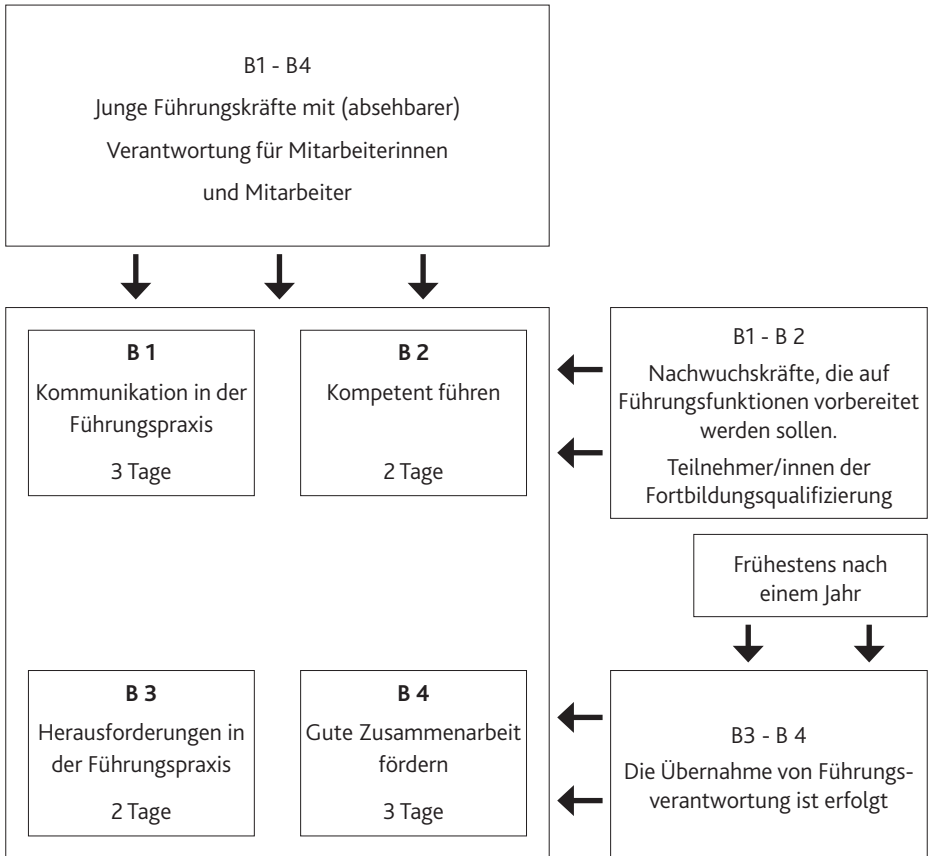 B1 - B4
Junge Führungskräfte mit (absehbarer)
Verantwortung für Mitarbeiterinnen
und Mitarbeiter
B 1
Kommunikation in der
Führungspraxis
3 Tage
B 2
Kompetent führen
2 Tage
B1 - B 2
Nachwuchskräfte, die auf
Führungsfunktionen vorbereitet
werden sollen.
Teilnehmer/innen der
Fortbildungsqualifizierung
Frühestens nach
einem Jahr
B 3
Herausforderungen in
der Führungspraxis
2 Tage
B 4
Gute Zusammenarbeit
fördern
3 Tage
B3 - B 4
Die Übernahme von Führungs-
verantwortung ist erfolgt